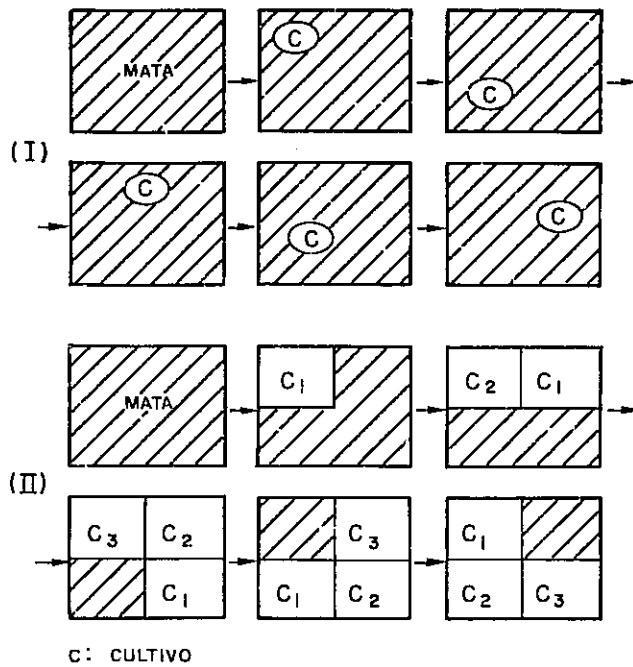 MATA
C
C
(I)
C
C
C
MATA
C₁
C₂ C₁
(II)
C₃ C₂
C₁
C₃
C₁ C₂
C₁
C₂ C₃
C: CULTIVO